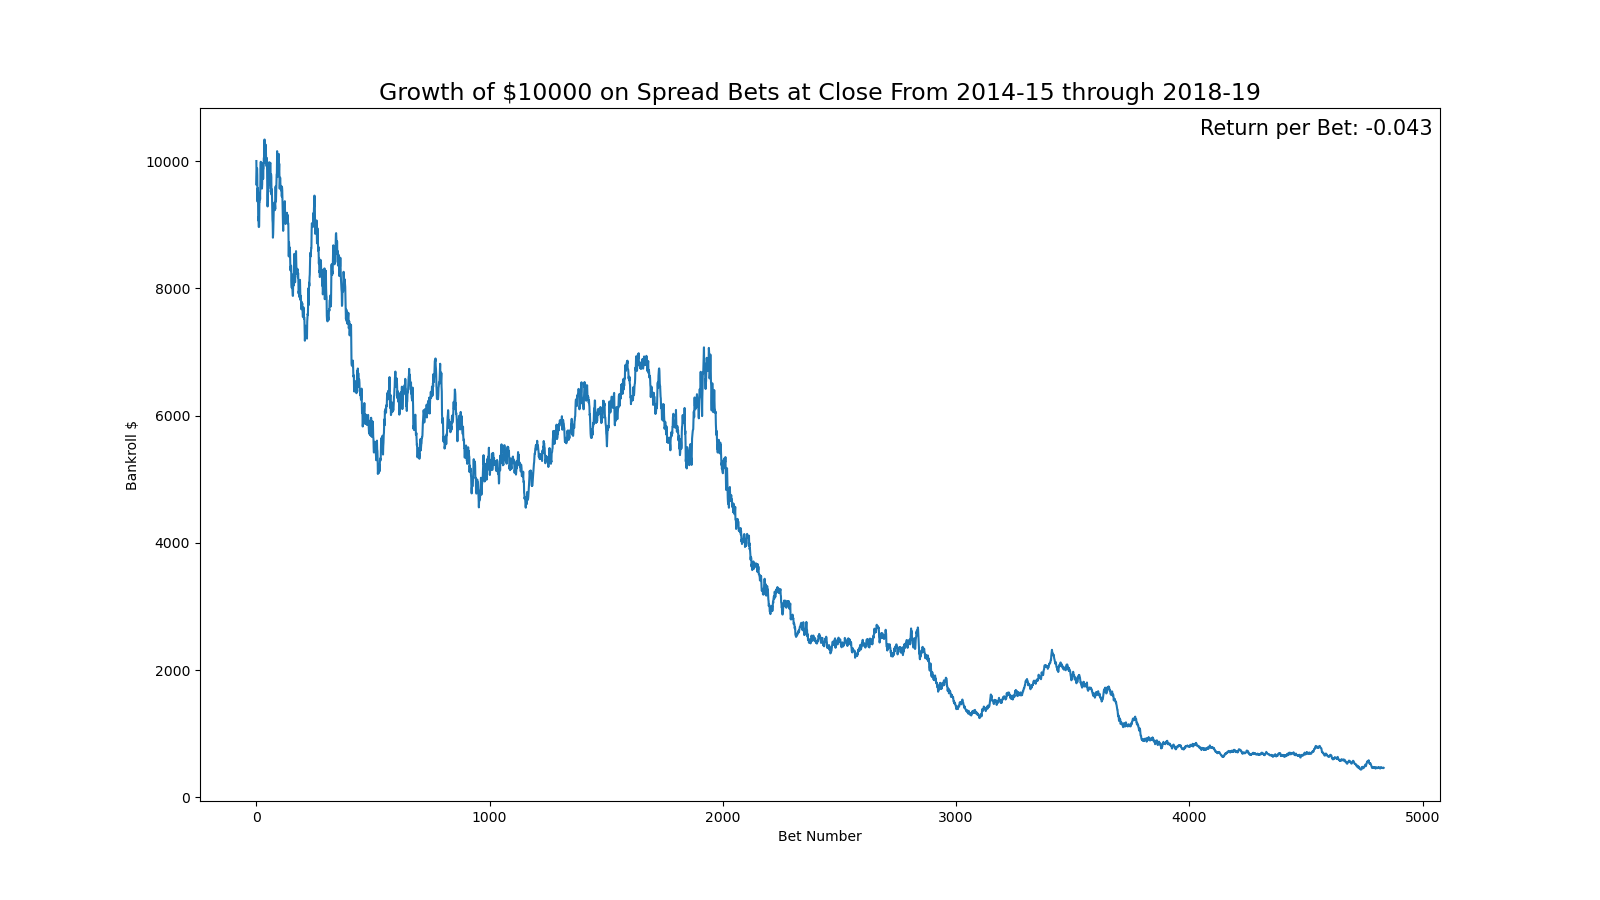 Growth of $10000 on Spread Bets at Close From 2014-15 through 2018-19
Return per Bet: -0.043
10000
8000
6000
4000
2000
0
Bankroll $
0 1000 2000 3000 4000 5000
Bet Number